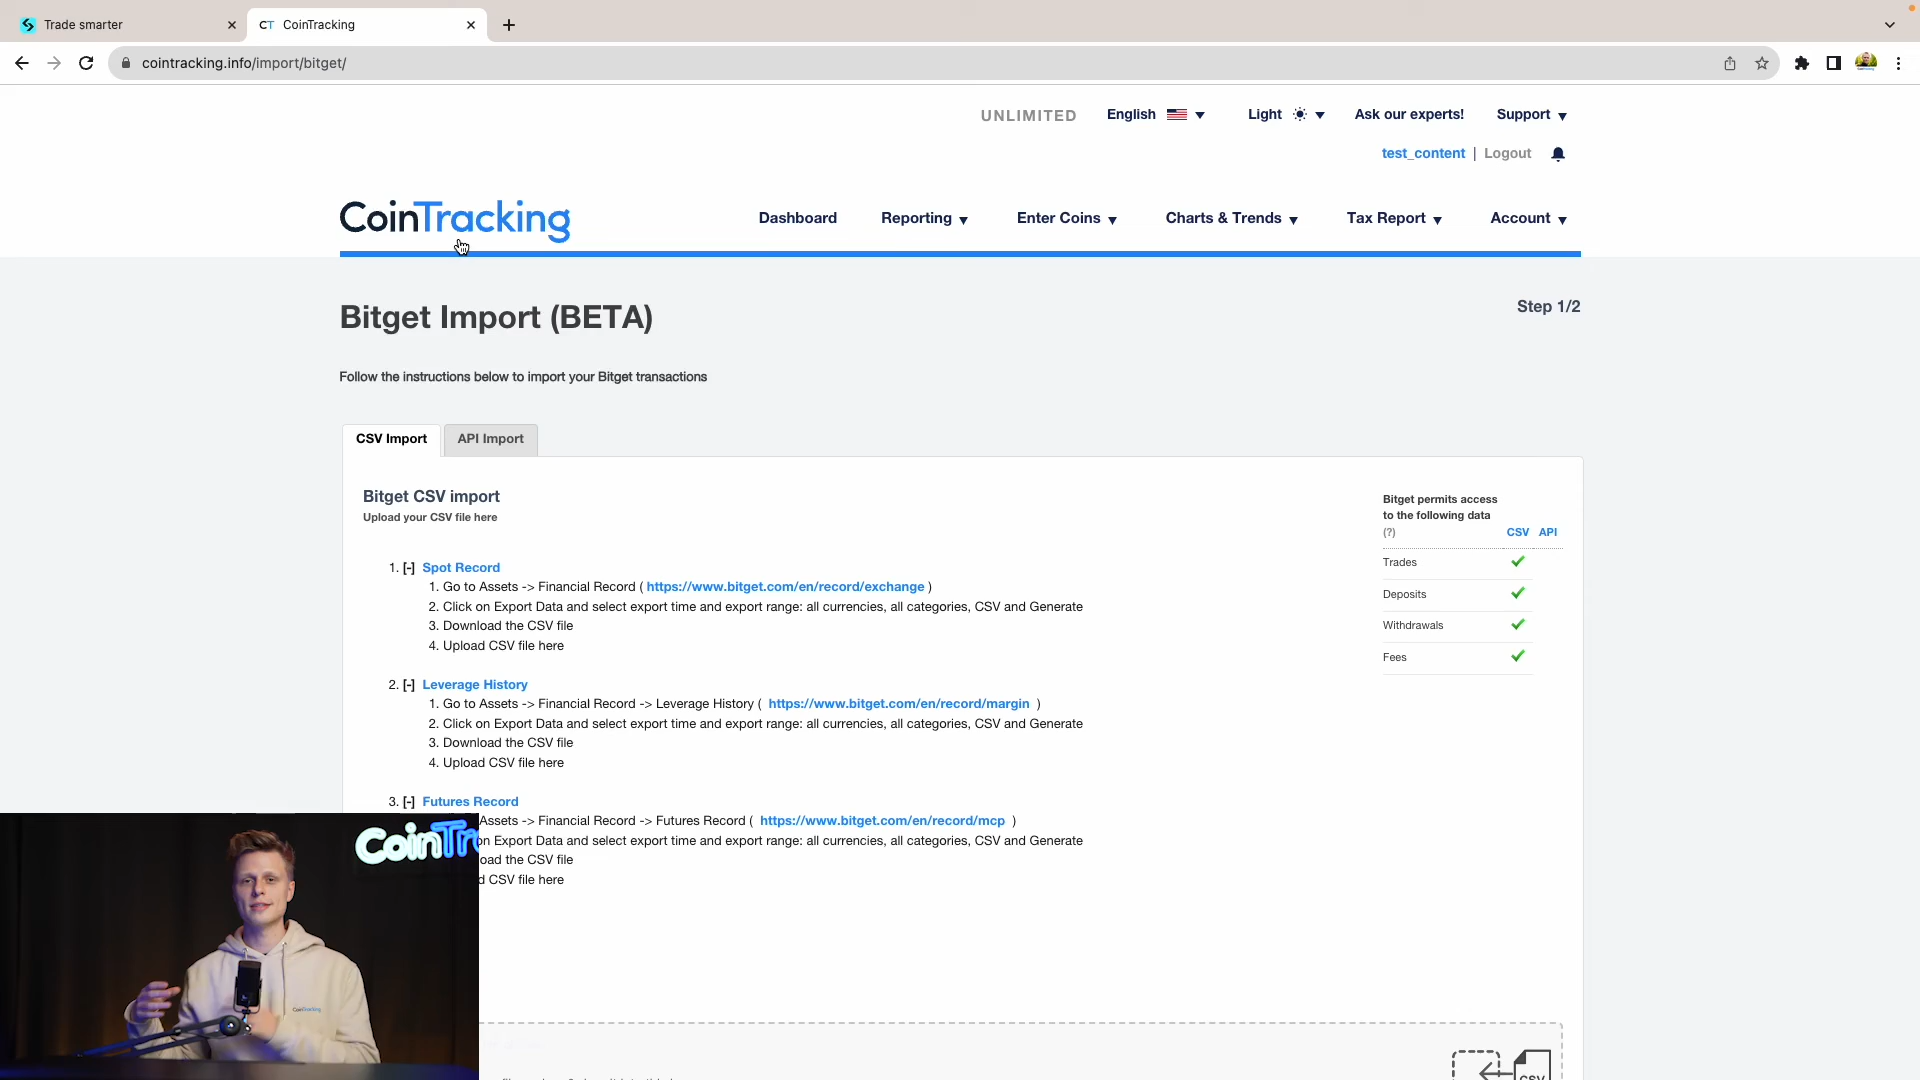 Trade smarter
CT CoinTracking
cointracking.info/import/bitget/
UNLIMITED English Light Ask our experts! Support
test_content | Logout
CoinTracking Dashboard Reporting Enter Coins Charts & Trends Tax Report Account
Bitget Import (BETA) Step 1/2
Follow the instructions below to import your Bitget transactions
CSV Import API Import
Bitget CSV import
Upload your CSV file here
1. [-] Spot Record
1. Go to Assets -> Financial Record ( https://www.bitget.com/en/record/exchange )
2. Click on Export Data and select export time and export range: all currencies, all categories, CSV and Generate
3. Download the CSV file
4. Upload CSV file here
2. [-] Leverage History
1. Go to Assets -> Financial Record -> Leverage History ( https://www.bitget.com/en/record/margin )
2. Click on Export Data and select export time and export range: all currencies, all categories, CSV and Generate
3. Download the CSV file
4. Upload CSV file here
3. [-] Futures Record
Assets -> Financial Record -> Futures Record ( https://www.bitget.com/en/record/mcp )
on Export Data and select export time and export range: all currencies, all categories, CSV and Generate
oad the CSV file
d CSV file here
Bitget permits access
to the following data
(?) CSV API
Trades
Deposits
Withdrawals
Fees
CoinTr
CoinTracking
CSV